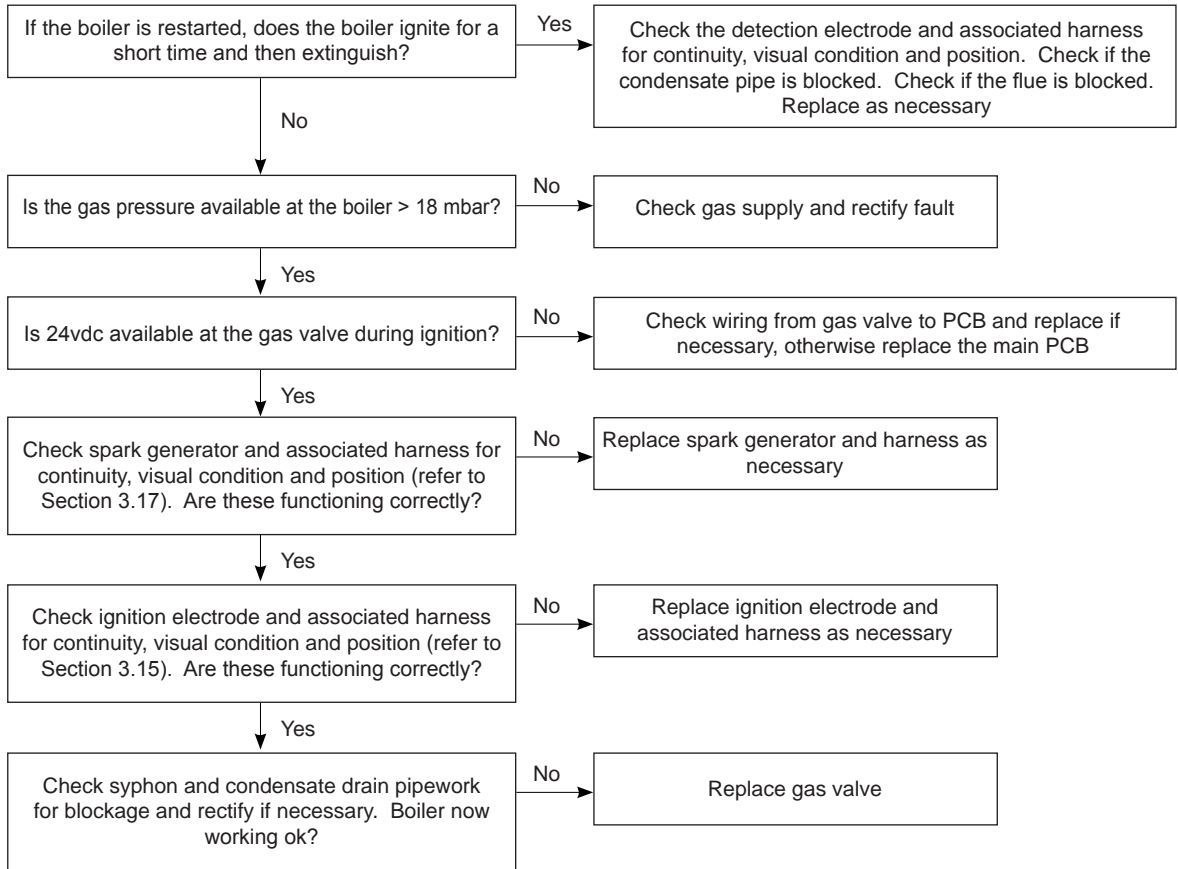 If the boiler is restarted, does the boiler ignite for a
short time and then extinguish?
Yes
Check the detection electrode and associated harness
for continuity, visual condition and position.  Check if the
condensate pipe is blocked.  Check if the flue is blocked.
Replace as necessary
No
Is the gas pressure available at the boiler > 18 mbar?
No
Check gas supply and rectify fault
Yes
Is 24vdc available at the gas valve during ignition?
No
Check wiring from gas valve to PCB and replace if
necessary, otherwise replace the main PCB
Yes
Check spark generator and associated harness for
continuity, visual condition and position (refer to
Section 3.17).  Are these functioning correctly?
No
Replace spark generator and harness as
necessary
Yes
Check ignition electrode and associated harness
for continuity, visual condition and position (refer to
Section 3.15).  Are these functioning correctly?
No
Replace ignition electrode and
associated harness as necessary
Yes
Check syphon and condensate drain pipework
for blockage and rectify if necessary.  Boiler now
working ok?
No
Replace gas valve